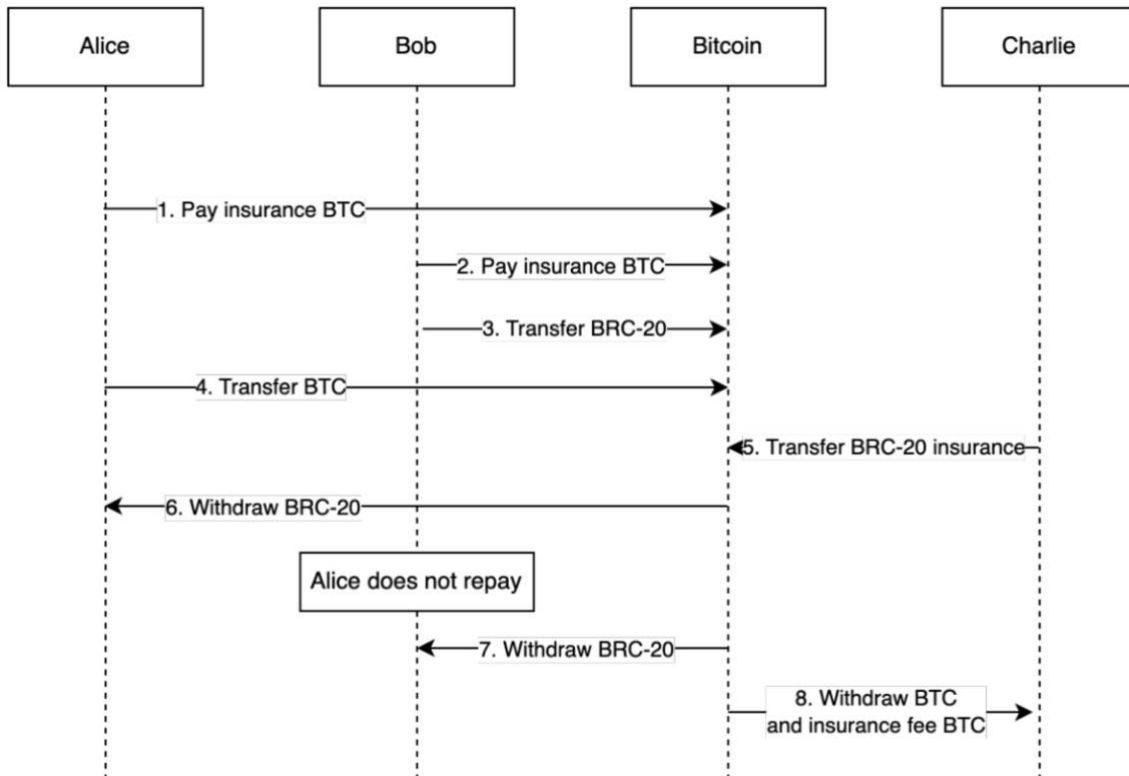 Alice
Bob
Bitcoin
Charlie
1. Pay insurance BTC
2. Pay insurance BTC
3. Transfer BRC-20
4. Transfer BTC
5. Transfer BRC-20 insurance
6. Withdraw BRC-20
Alice does not repay
7. Withdraw BRC-20
8. Withdraw BTC
and insurance fee BTC